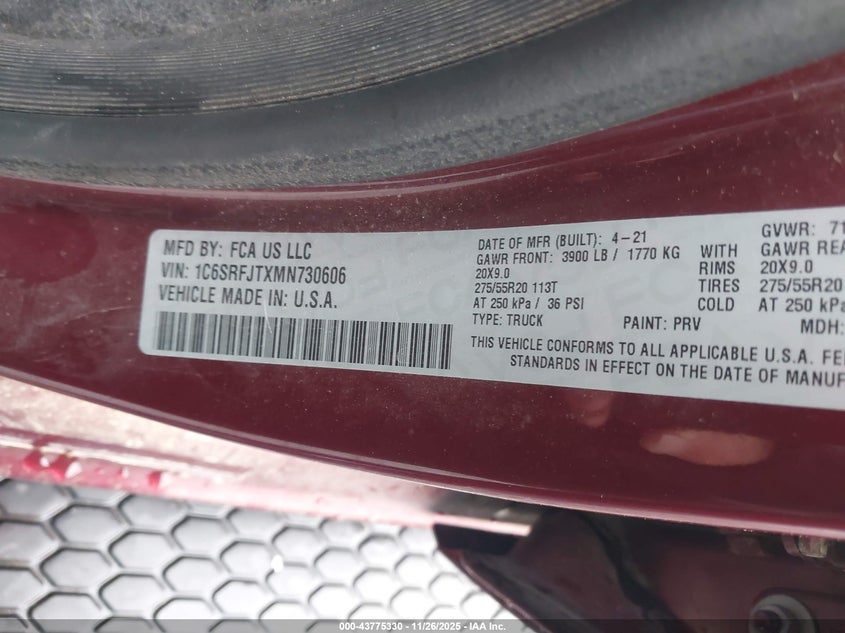 MFD BY: FCA US LLC
VIN: 1C6SRFJTXMN730606
VEHICLE MADE IN: U.S.A.
DATE OF MFR (BUILT): 4-21
GAWR FRONT: 3900 LB / 1770 KG
20X9.0
275/55R20 113T
AT 250 kPa / 36 PSI
TYPE: TRUCK
PAINT: PRV
MDH:
WITH
RIMS
TIRES
COLD
GVWR: 71
GAWR REA
20X9.0
275/55R20
AT 250 kPa
THIS VEHICLE CONFORMS TO ALL APPLICABLE U.S.A. FE
STANDARDS IN EFFECT ON THE DATE OF MANUF
000-43775330 - 11/26/2025 - IAA Inc.